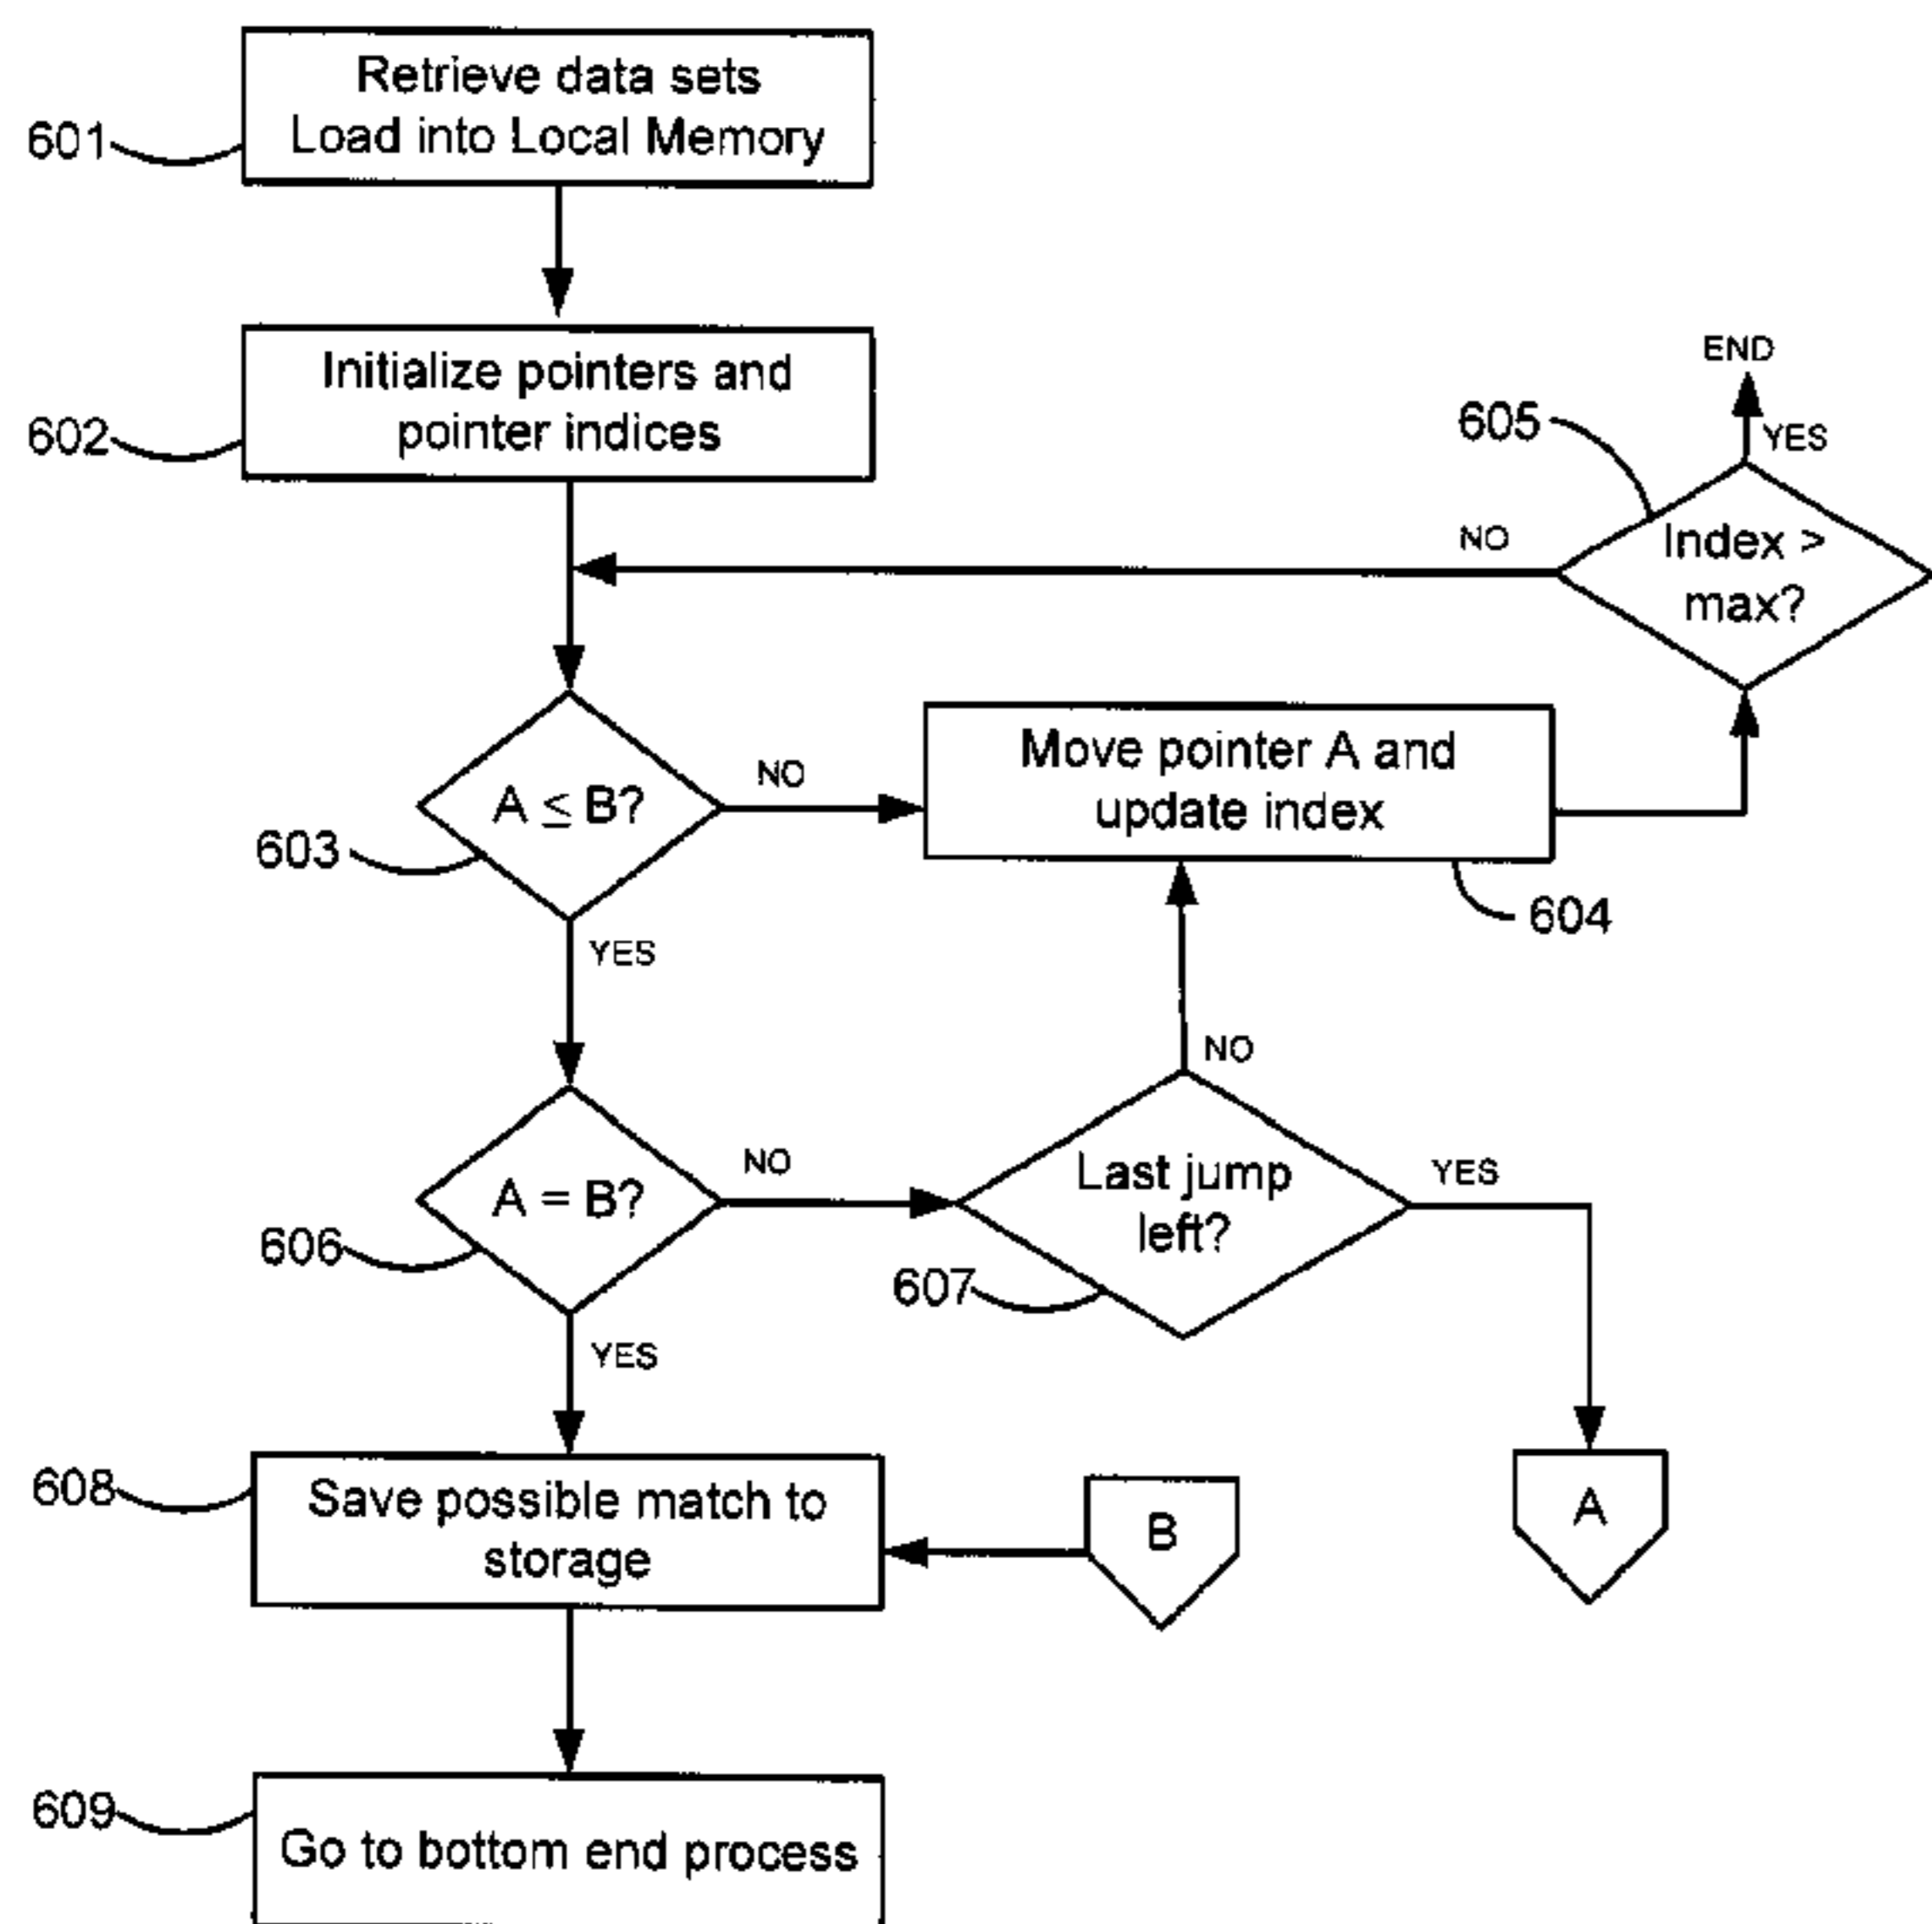 Retrieve data sets
Load into Local Memory
601
Initialize pointers and
pointer indices
602
END
YES
605
NO
Index >
max?
A ≤ B?
603
NO
Move pointer A and
update index
604
YES
NO
A = B?
606
NO
Last jump
left?
607
YES
YES
608
Save possible match to
storage
B
A
609
Go to bottom end process